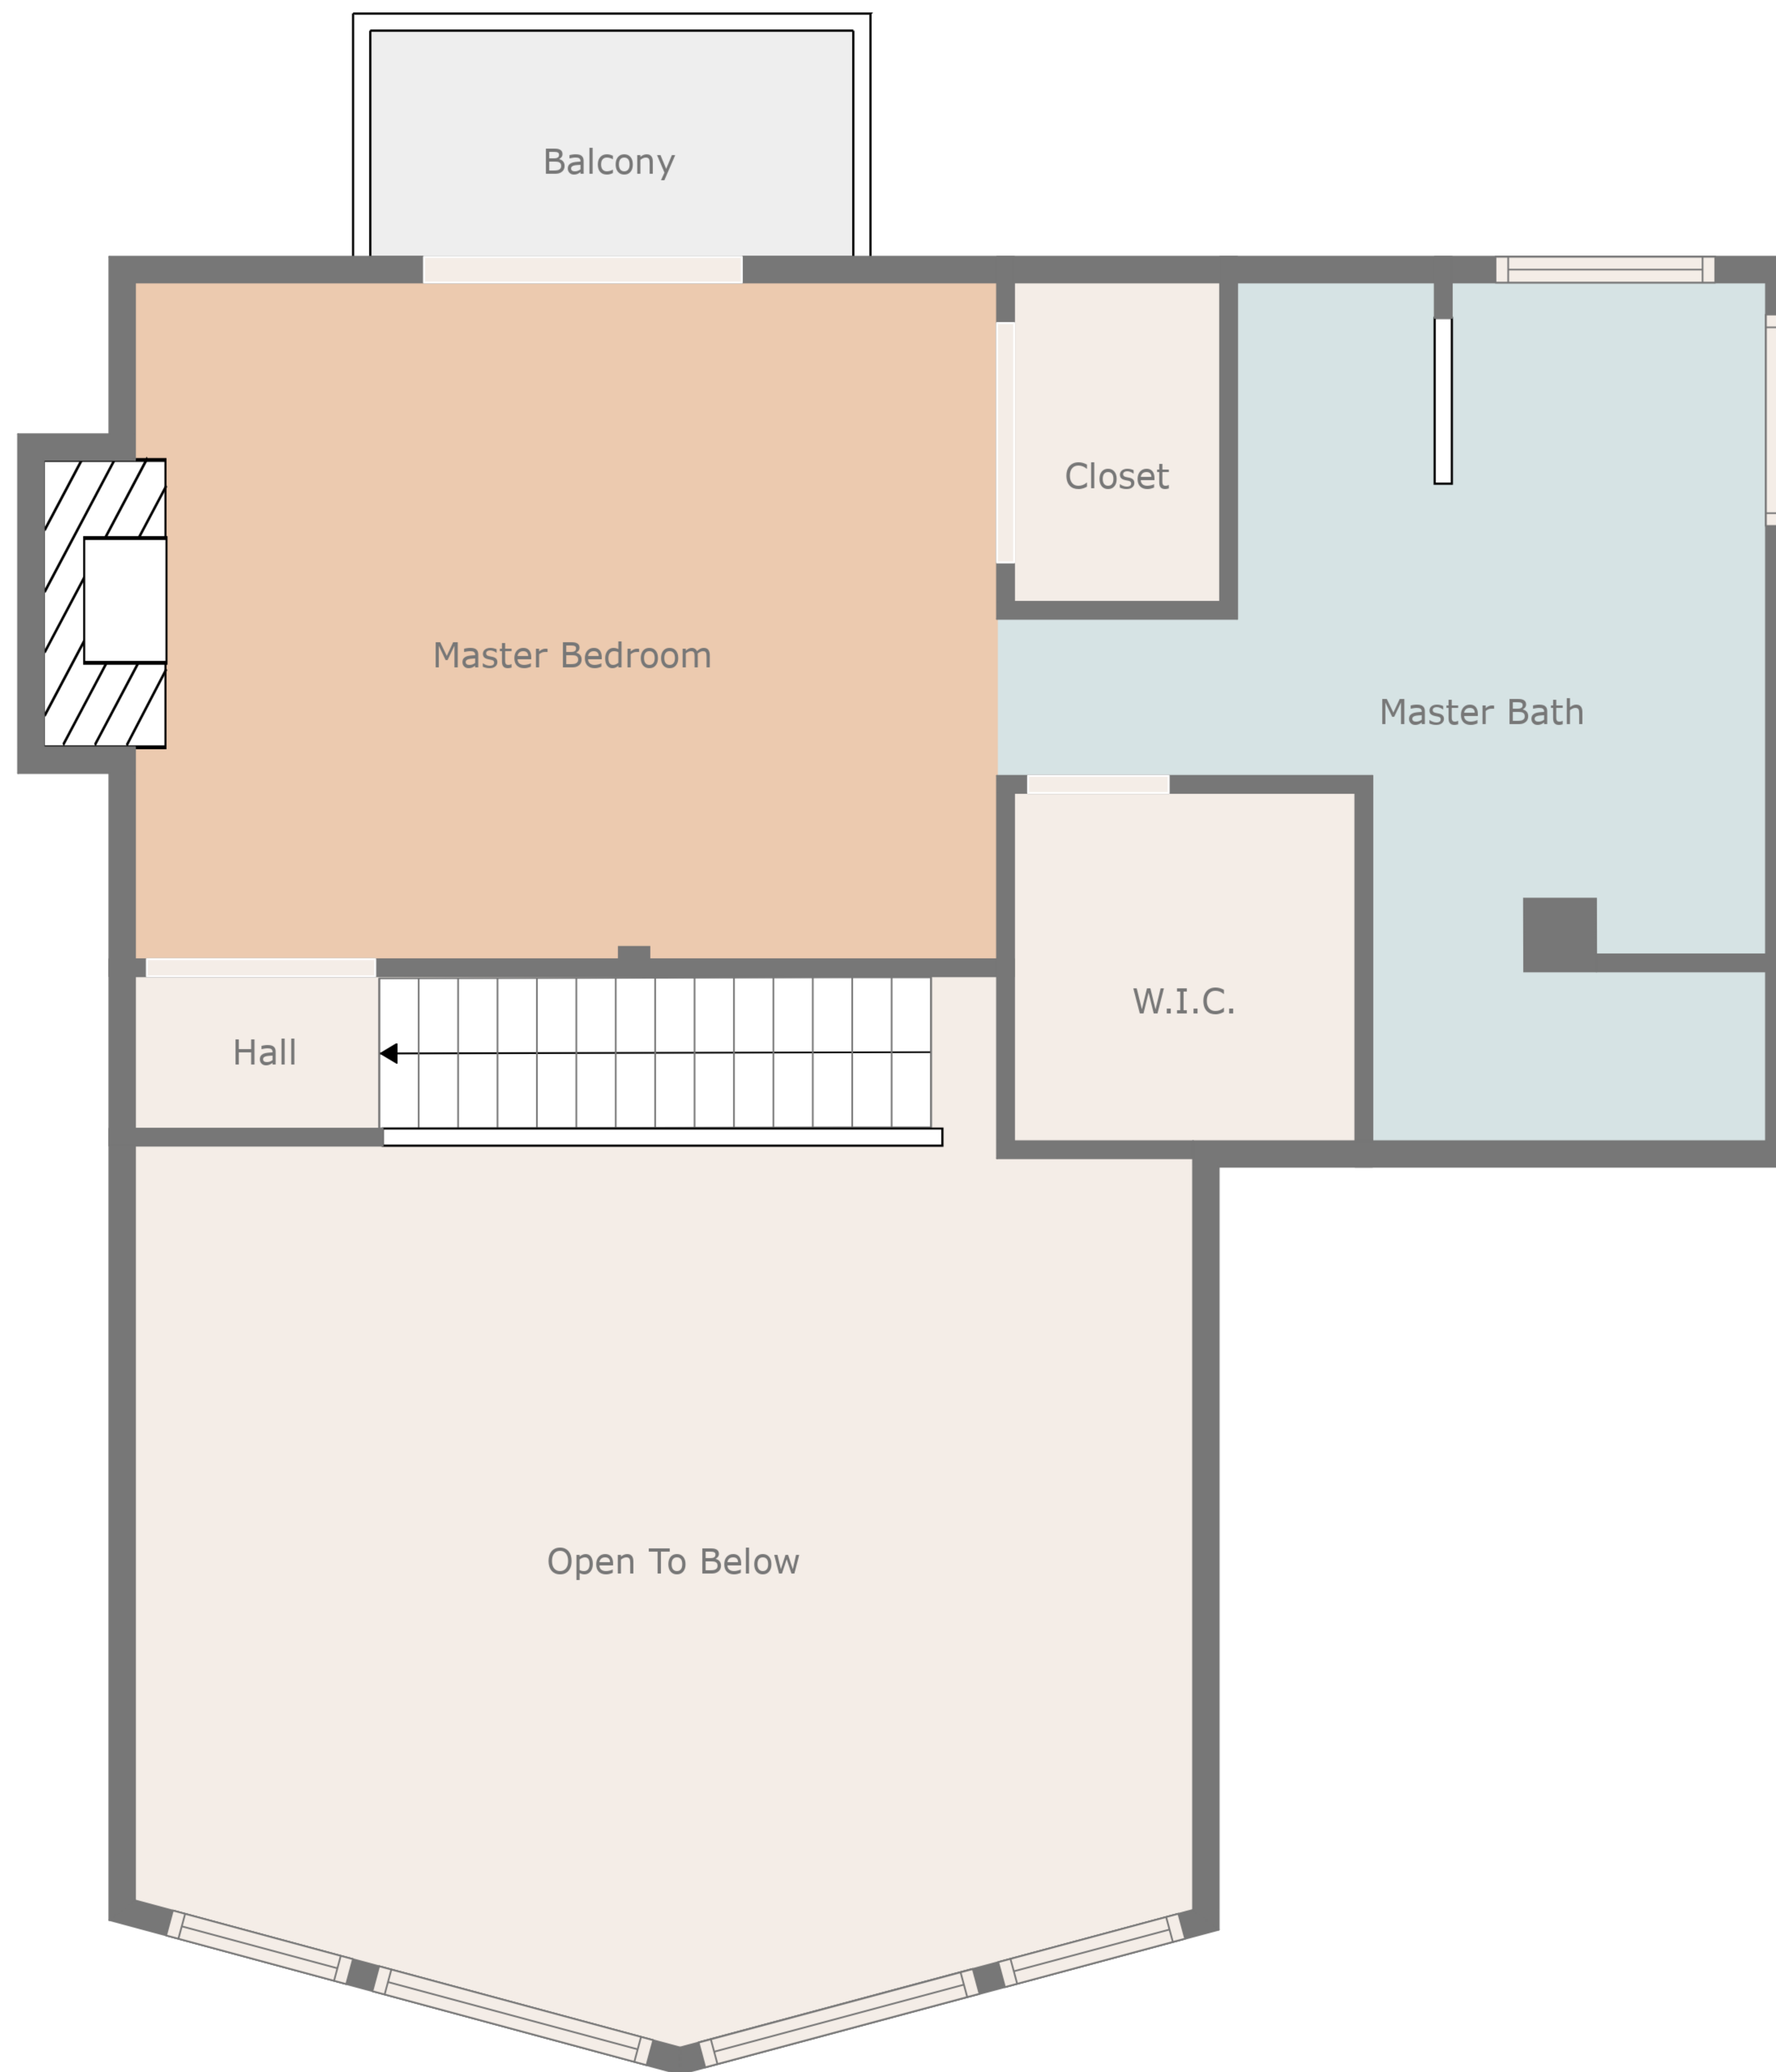 Balcony
Closet
Master Bedroom
Master Bath
W.I.C.
Hall
Open To Below